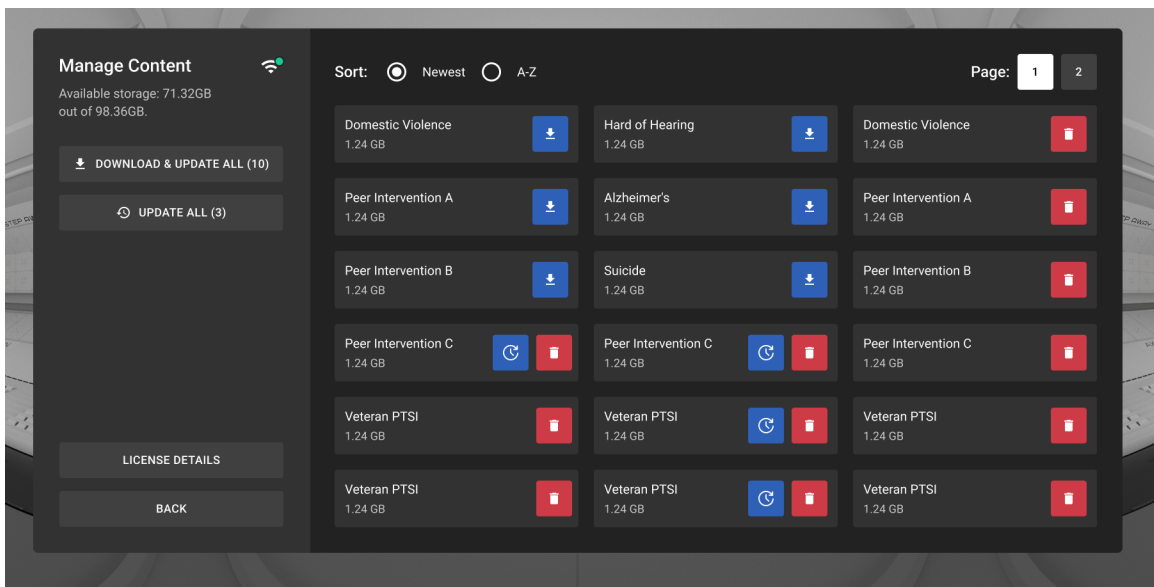 Manage Content
Available storage: 71.32GB
out of 98.36GB.
DOWNLOAD & UPDATE ALL (10)
UPDATE ALL (3)
LICENSE DETAILS
BACK
Sort: Newest A-Z
Page: 1 2
Domestic Violence
1.24 GB
Hard of Hearing
1.24 GB
Domestic Violence
1.24 GB
Peer Intervention A
1.24 GB
Alzheimer's
1.24 GB
Peer Intervention A
1.24 GB
Peer Intervention B
1.24 GB
Suicide
1.24 GB
Peer Intervention B
1.24 GB
Peer Intervention C
1.24 GB
Peer Intervention C
1.24 GB
Peer Intervention C
1.24 GB
Veteran PTSI
1.24 GB
Veteran PTSI
1.24 GB
Veteran PTSI
1.24 GB
Veteran PTSI
1.24 GB
Veteran PTSI
1.24 GB
Veteran PTSI
1.24 GB